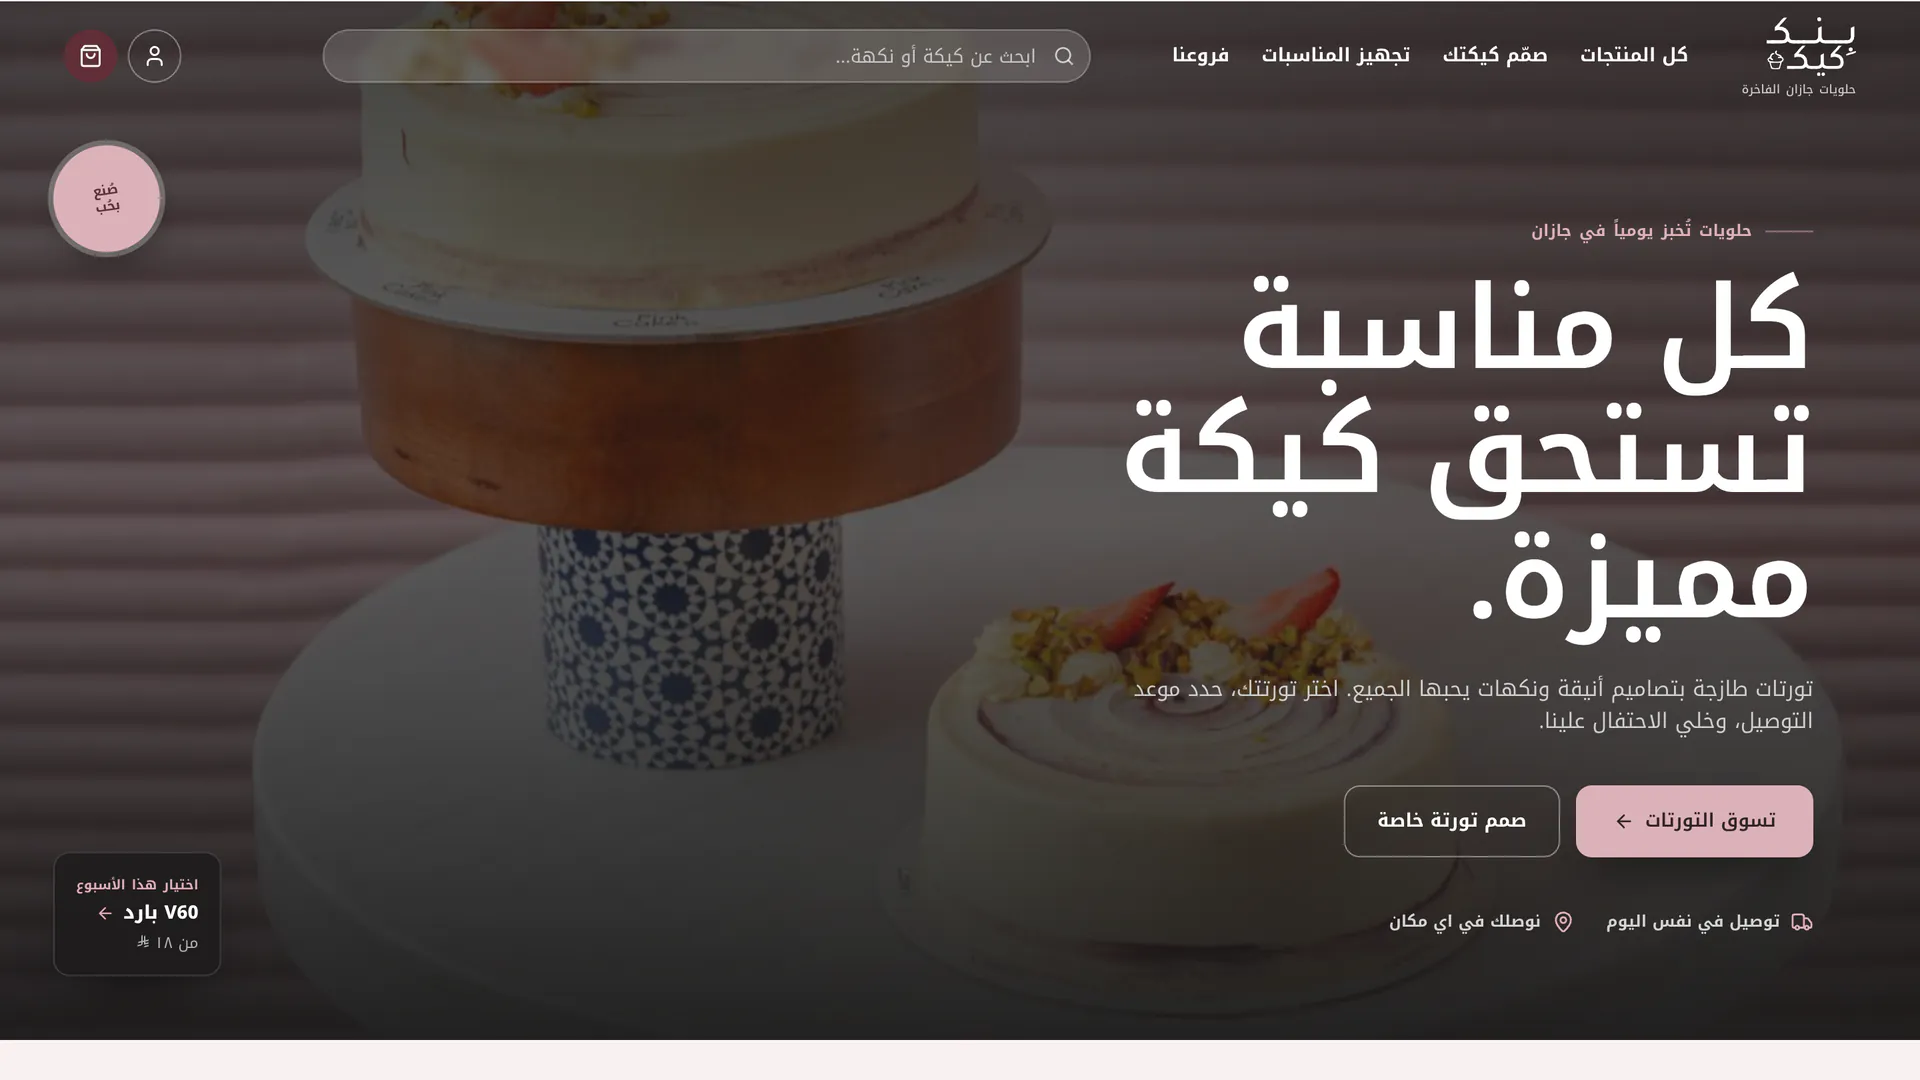 بنك
كيك
حلويات جازان الفاخرة
كل المنتجات
صمّم كيكتك
تجهيز المناسبات
فروعنا
ابحث عن كيكة أو نكهة...
صُنع
بحُب
حلويات تُخبز يومياً في جازان
كل مناسبة
تستحق كيكة
مميزة.
تورتات طازجة بتصاميم أنيقة ونكهات يحبها الجميع. اختر تورتتك، حدد موعد
التوصيل، وخلي الاحتفال علينا.
تسوق التورتات
صمم تورتة خاصة
توصيل في نفس اليوم
نوصلك في اي مكان
اختيار هذا الأسبوع
V60 بارد
من ١٨
Pink
Cake